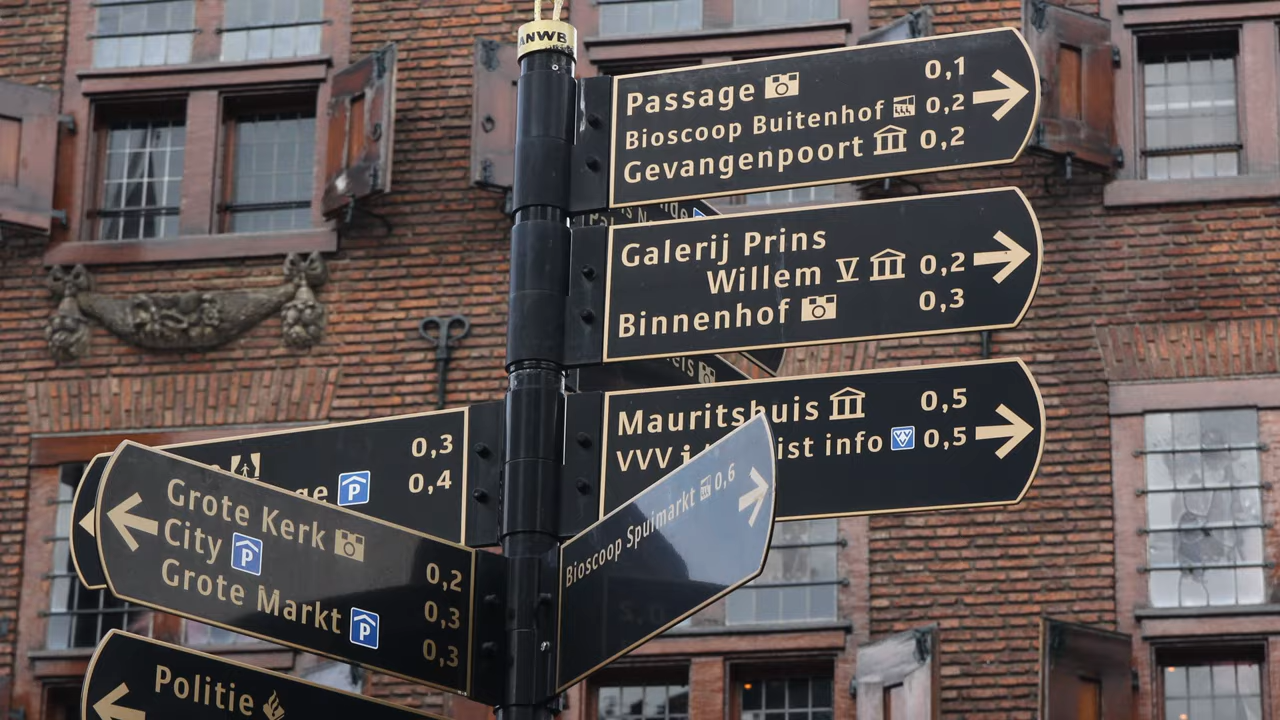 ANWB
Passage 0,1
Bioscoop Buitenhof 0,2
Gevangenpoort 0,2
Galerij Prins
Willem V 0,2
Binnenhof 0,3
Mauritshuis 0,5
VVV info 0,5
Bioscoop Spuimarkt 0,6
0,3
P 0,4
Grote Kerk 0,2
City P 0,3
Grote Markt P 0,3
Politie